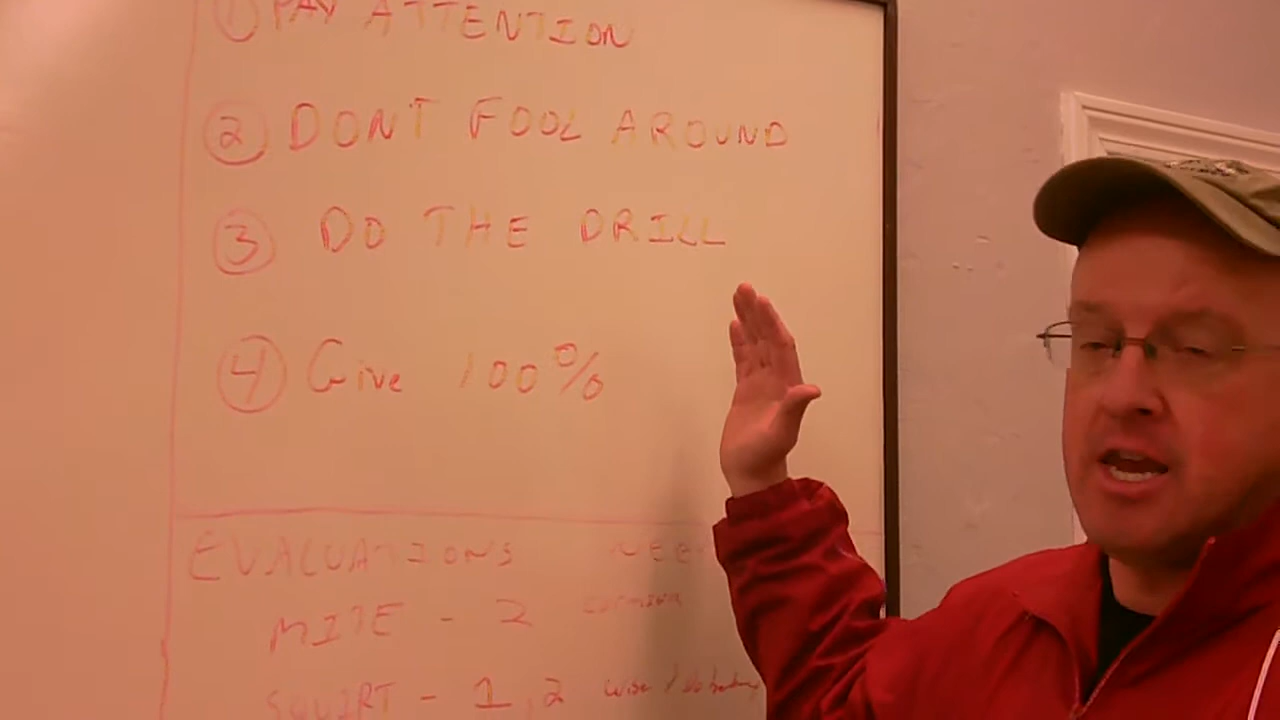 ① PAY ATTENTION
② DONT FOOL AROUND
③ DO THE DRILL
④ Give 100%
EVALUATIONS
MITE - 2
SQUIRT - 1, 2